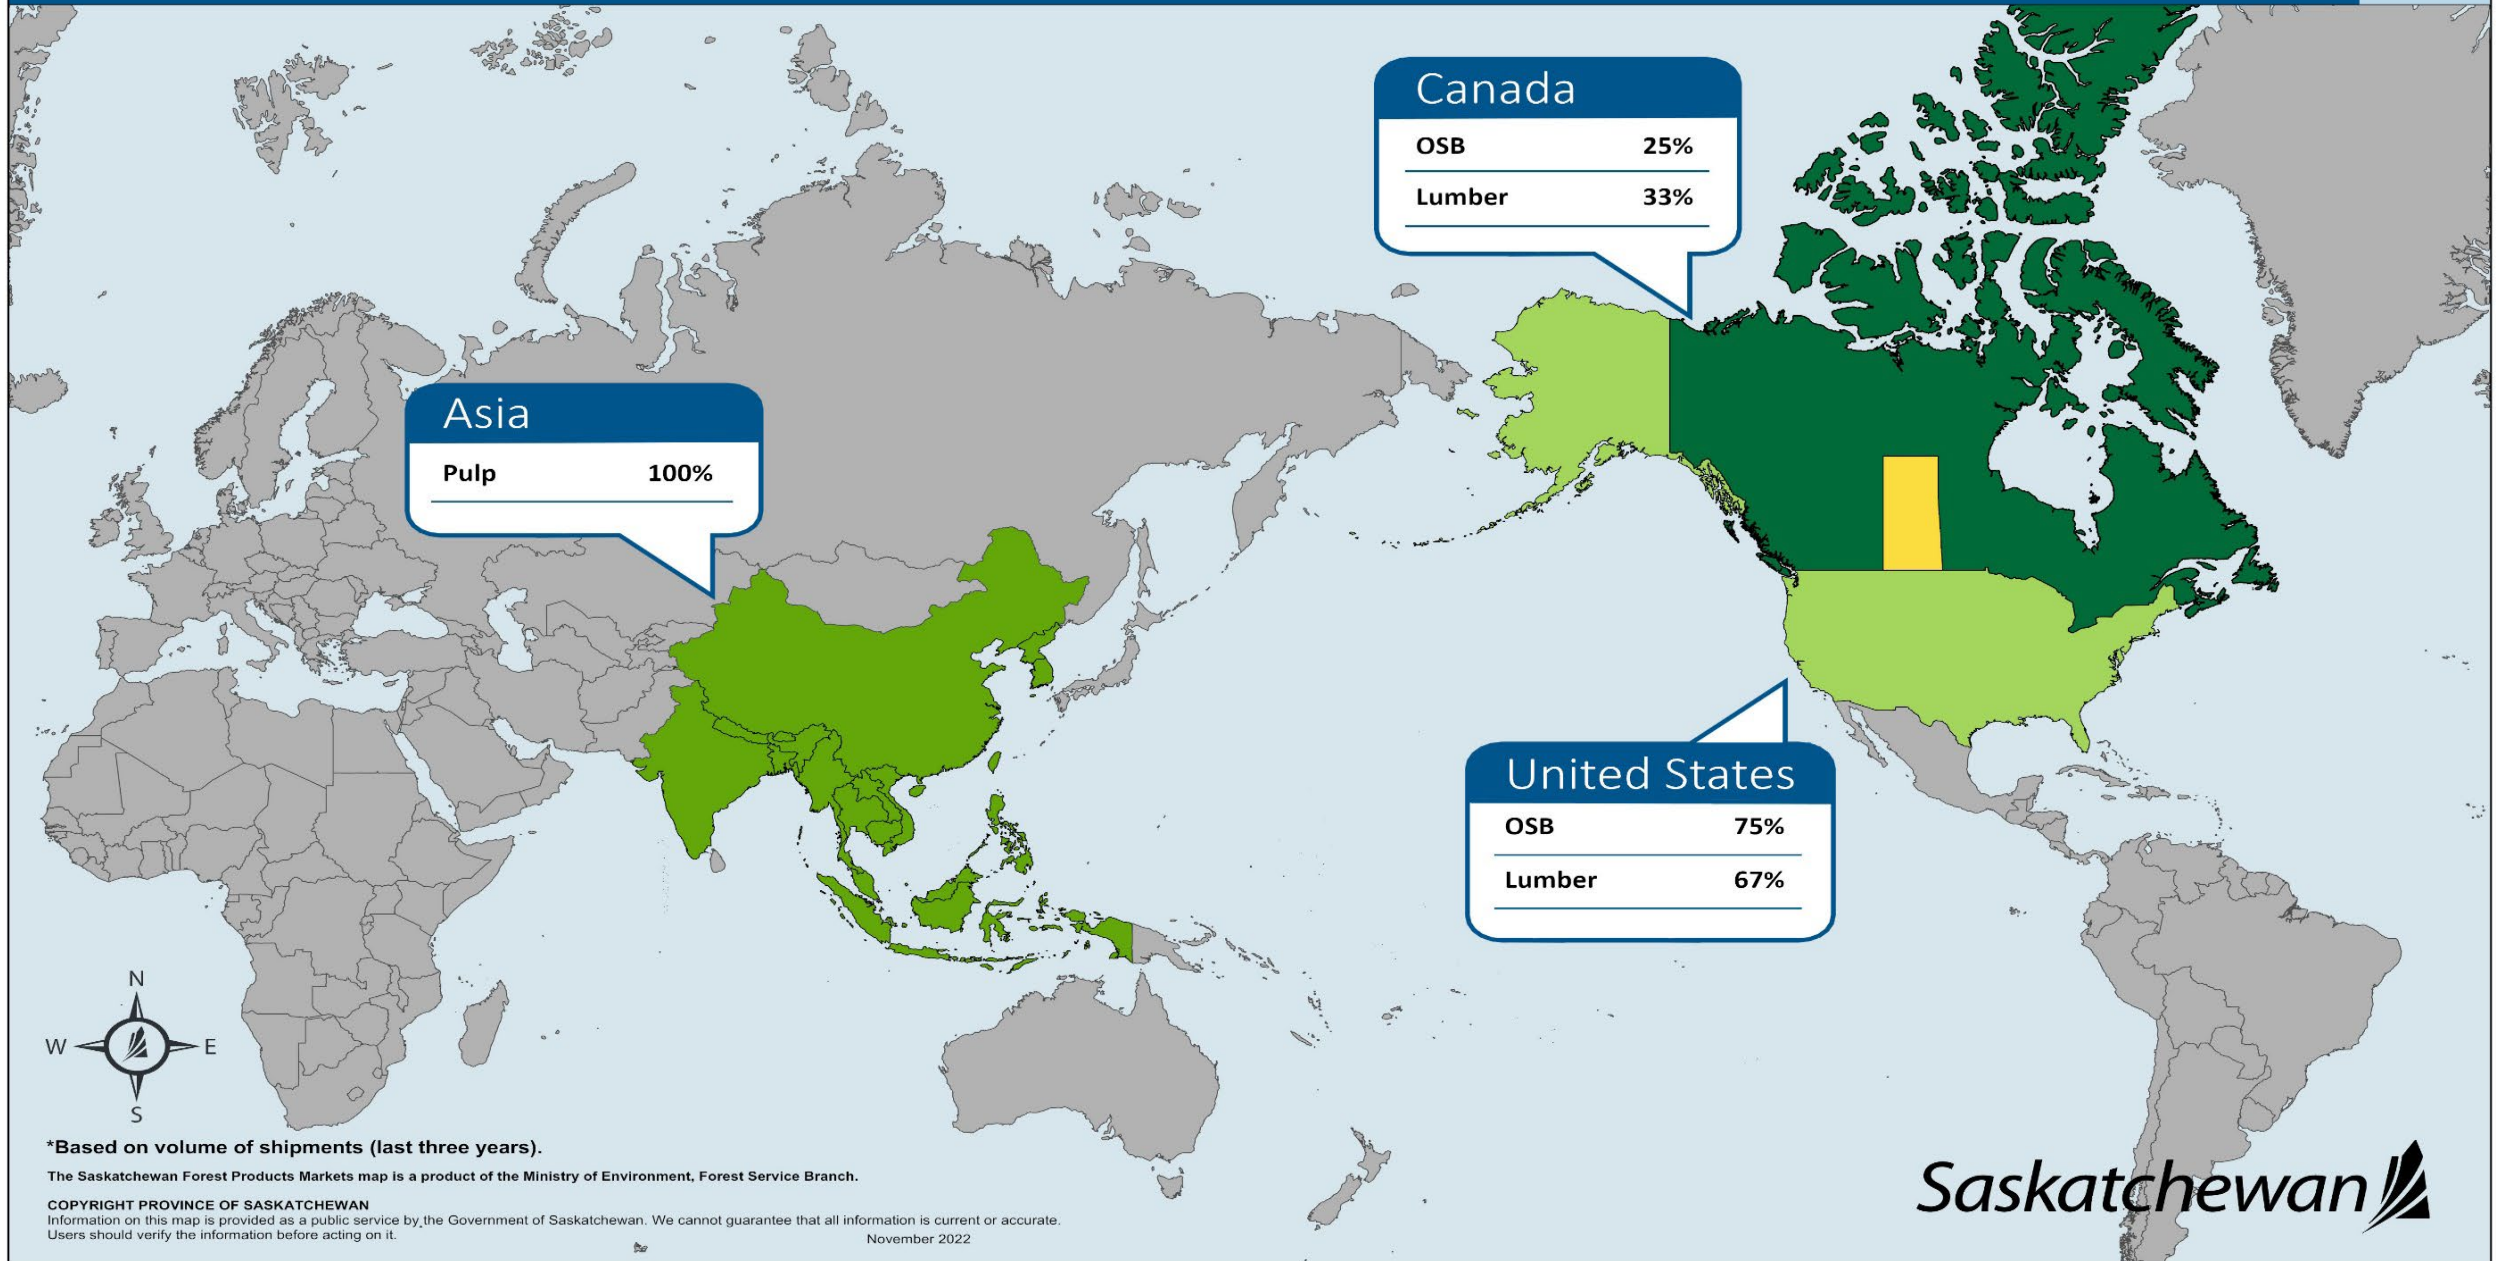 Canada
OSB 25%
Lumber 33%
Asia
Pulp 100%
United States
OSB 75%
Lumber 67%
N
W E
S
*Based on volume of shipments (last three years).
The Saskatchewan Forest Products Markets map is a product of the Ministry of Environment, Forest Service Branch.
COPYRIGHT PROVINCE OF SASKATCHEWAN
Information on this map is provided as a public service by the Government of Saskatchewan. We cannot guarantee that all information is current or accurate.
Users should verify the information before acting on it.
November 2022
Saskatchewan